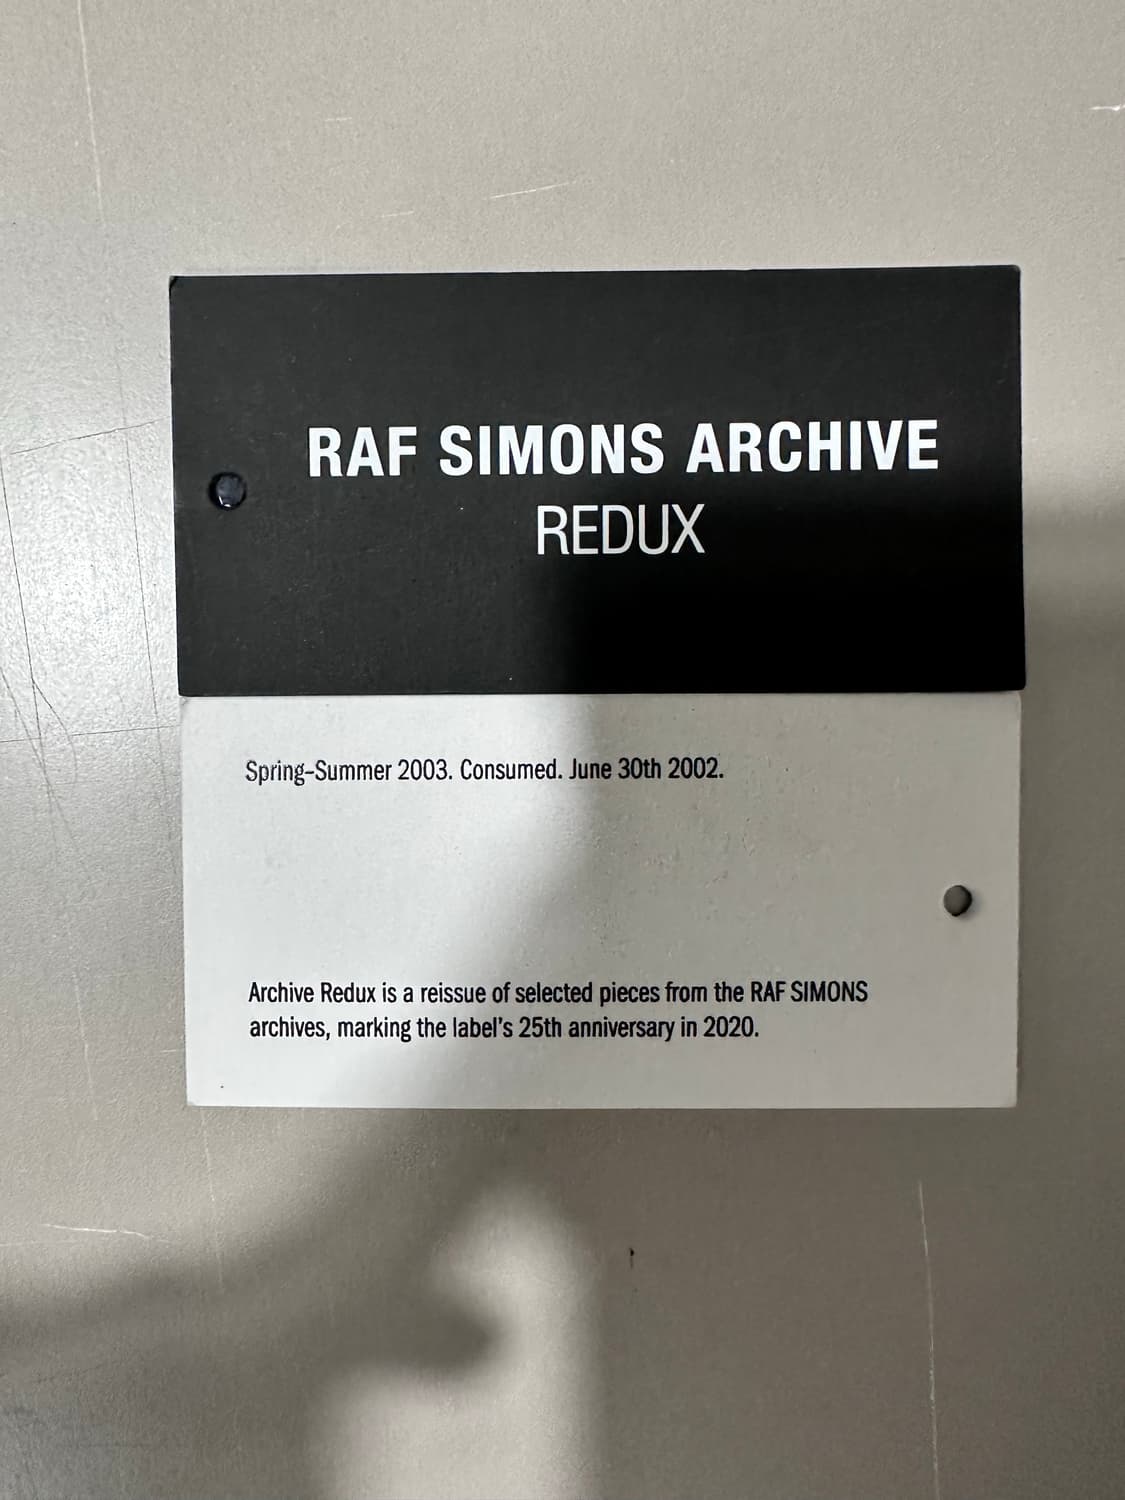 RAF SIMONS ARCHIVE
REDUX
Spring–Summer 2003. Consumed. June 30th 2002.
Archive Redux is a reissue of selected pieces from the RAF SIMONS
archives, marking the label's 25th anniversary in 2020.